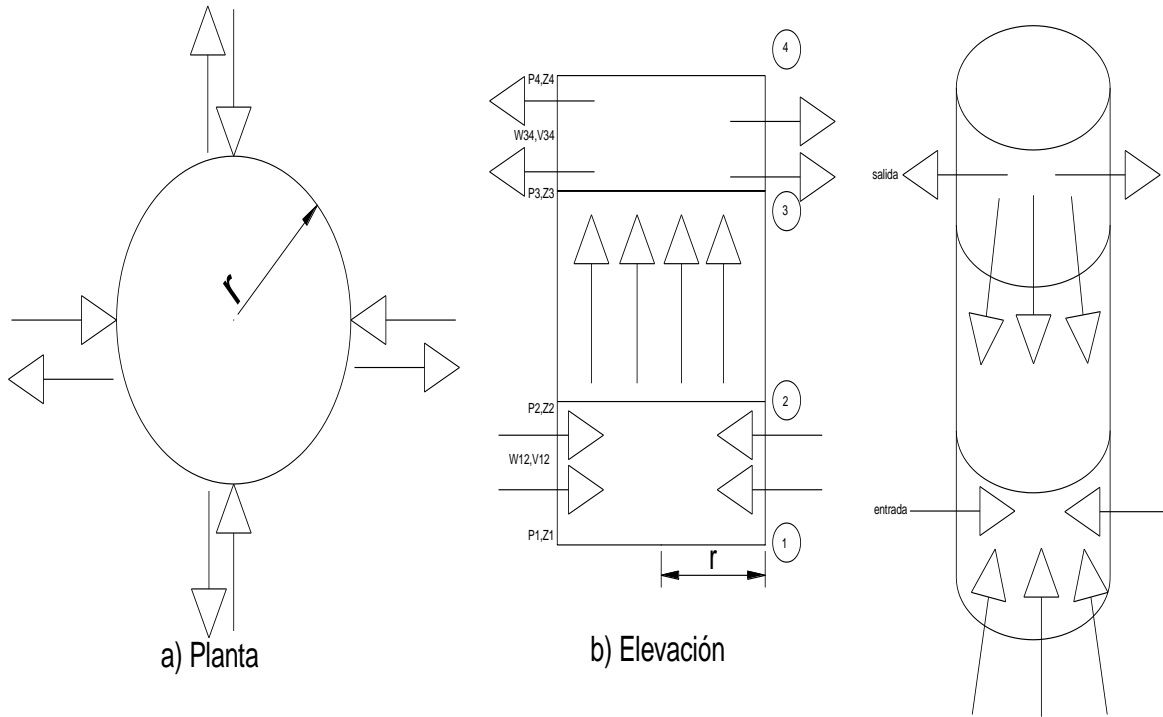 r
a) Planta
4
P4,Z4
W34,V34
P3,Z3
3
P2,Z2
2
W12,V12
P1,Z1
1
r
b) Elevación
salida
entrada